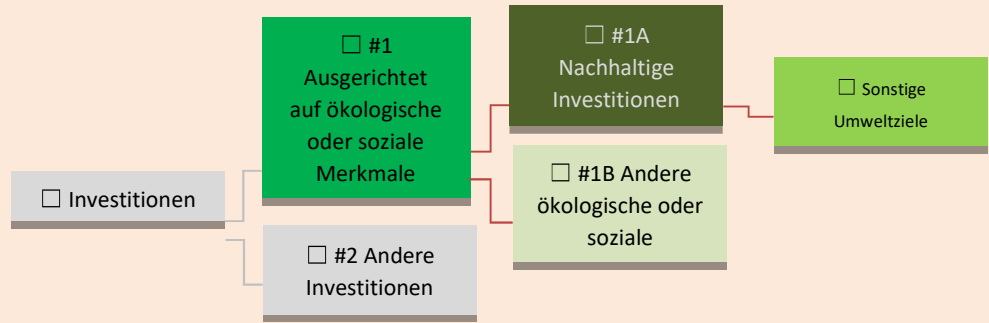 ☐ Investitionen
☐ #1
Ausgerichtet
auf ökologische
oder soziale
Merkmale
☐ #2 Andere
Investitionen
☐ #1A
Nachhaltige
Investitionen
☐ #1B Andere
ökologische oder
soziale
☐ Sonstige
Umweltziele